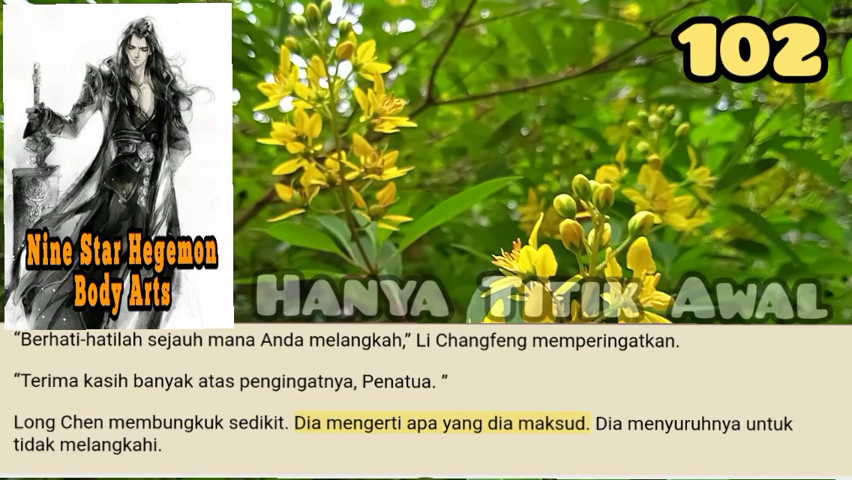 102
Nine Star Hegemon
Body Arts
Hanya Titik Awal
“Berhati-hatilah sejauh mana Anda melangkah,” Li Changfeng memperingatkan.
“Terima kasih banyak atas pengingatnya, Penatua. ”
Long Chen membungkuk sedikit. Dia mengerti apa yang dia maksud. Dia menyuruhnya untuk
tidak melangkahi.